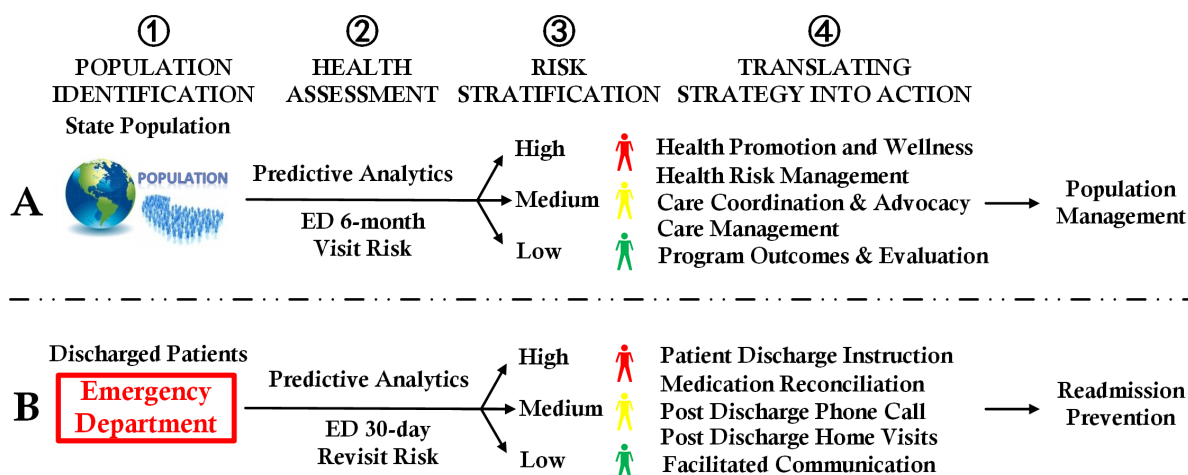 ① ② ③ ④
POPULATION IDENTIFICATION
HEALTH ASSESSMENT
RISK STRATIFICATION
TRANSLATING STRATEGY INTO ACTION
A
State Population
POPULATION
Predictive Analytics
ED 6-month
Visit Risk
High
Medium
Low
Health Promotion and Wellness
Health Risk Management
Care Coordination & Advocacy
Care Management
Program Outcomes & Evaluation
Population
Management
B
Discharged Patients
Emergency
Department
Predictive Analytics
ED 30-day
Revisit Risk
High
Medium
Low
Patient Discharge Instruction
Medication Reconciliation
Post Discharge Phone Call
Post Discharge Home Visits
Facilitated Communication
Readmission
Prevention